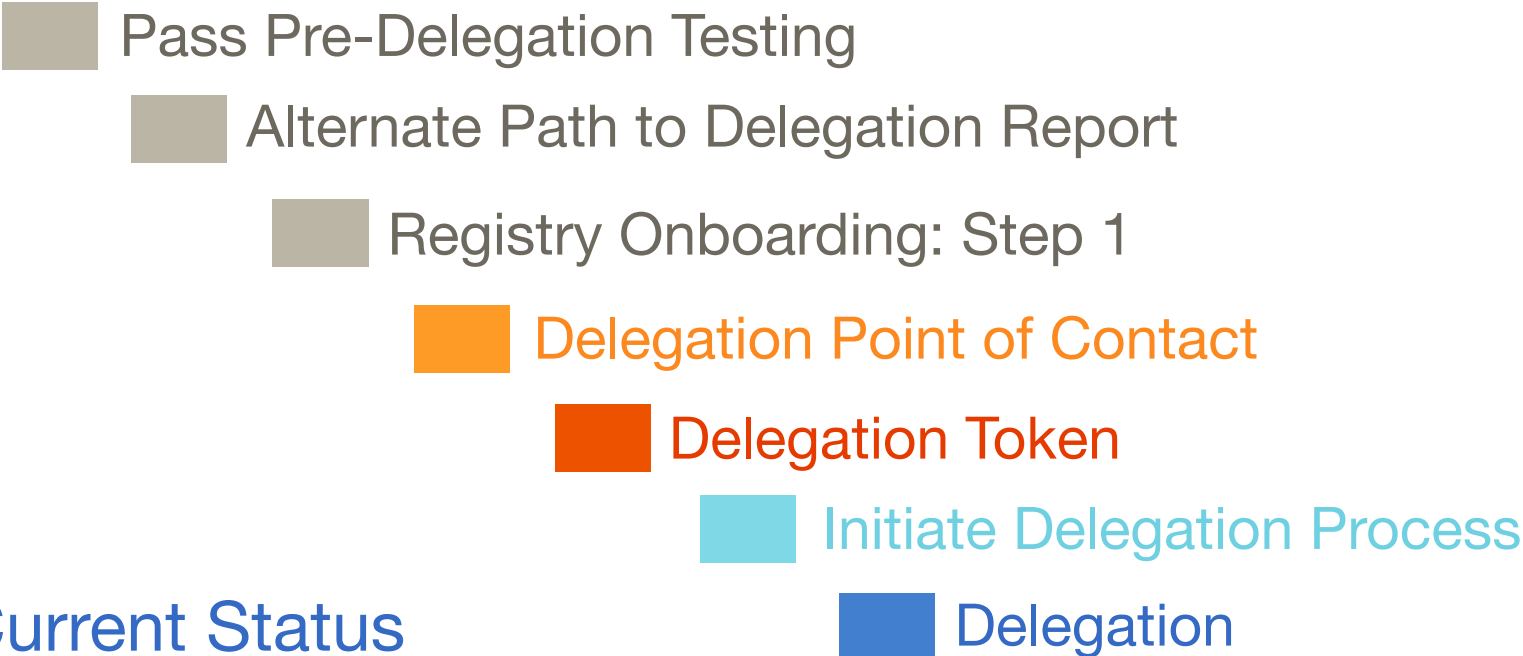 Pass Pre-Delegation Testing
Alternate Path to Delegation Report
Registry Onboarding: Step 1
Delegation Point of Contact
Delegation Token
Initiate Delegation Process
Current Status
Delegation